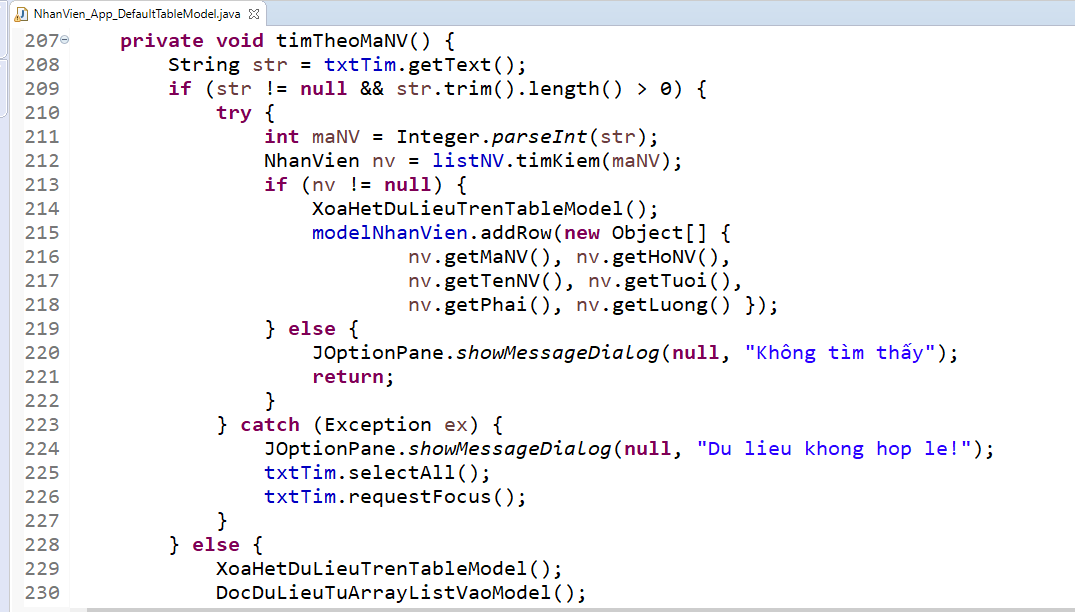 NhanVien_App_DefaultTableModel.java
207 private void timTheoMaNV() {
208 String str = txtTim.getText();
209 if (str != null && str.trim().length() > 0) {
210 try {
211 int maNV = Integer.parseInt(str);
212 NhanVien nv = listNV.timKiem(maNV);
213 if (nv != null) {
214 XoaHetDuLieuTrenTableModel();
215 modelNhanVien.addRow(new Object[] {
216 nv.getMaNV(), nv.getHoNV(),
217 nv.getTenNV(), nv.getTuoi(),
218 nv.getPhai(), nv.getLuong() });
219 } else {
220 JOptionPane.showMessageDialog(null, "Không tìm thấy");
221 return;
222 }
223 } catch (Exception ex) {
224 JOptionPane.showMessageDialog(null, "Du lieu khong hop le!");
225 txtTim.selectAll();
226 txtTim.requestFocus();
227 }
228 } else {
229 XoaHetDuLieuTrenTableModel();
230 DocDuLieuTuArrayListVaoModel();